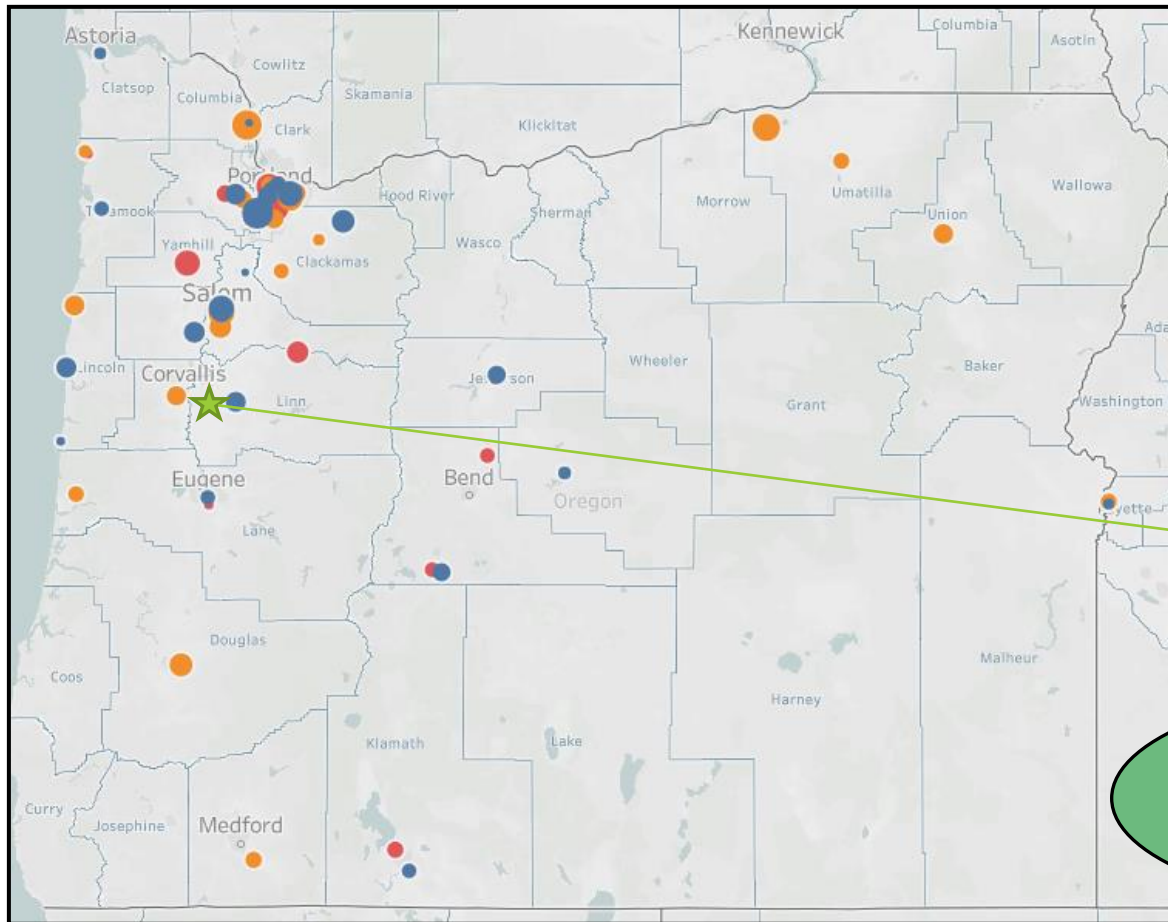 Astoria
Kennewick
Columbia
Asotin
Cowlitz
Clatsop
Columbia
Skamania
Clark
Klickitat
Portland
Hood River
Umatilla
Wallowa
Morrow
Sherman
Union
Wasco
Yamhill
Clackamas
Salem
Wheeler
Baker
Lincoln
Corvallis
Linn
Grant
Washington
Eugene
Bend
Oregon
Lane
Douglas
Malheur
Coos
Harney
Klamath
Lake
Curry
Medford
Josephine